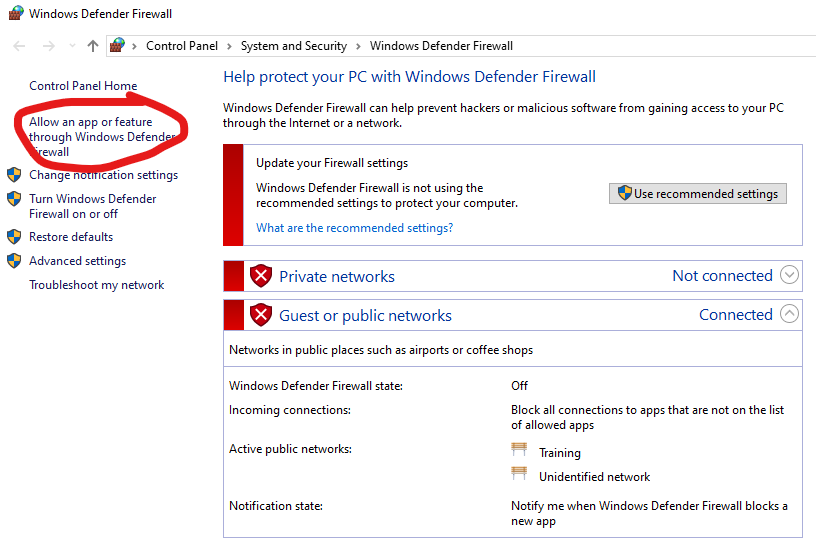 Windows Defender Firewall
Control Panel > System and Security > Windows Defender Firewall
Control Panel Home
Allow an app or feature
through Windows Defender
Firewall
Change notification settings
Turn Windows Defender
Firewall on or off
Restore defaults
Advanced settings
Troubleshoot my network
Help protect your PC with Windows Defender Firewall
Windows Defender Firewall can help prevent hackers or malicious software from gaining access to your PC
through the Internet or a network.
Update your Firewall settings
Windows Defender Firewall is not using the
recommended settings to protect your computer.
Use recommended settings
What are the recommended settings?
Private networks Not connected
Guest or public networks Connected
Networks in public places such as airports or coffee shops
Windows Defender Firewall state: Off
Incoming connections: Block all connections to apps that are not on the list
of allowed apps
Active public networks: Training
Unidentified network
Notification state: Notify me when Windows Defender Firewall blocks a
new app